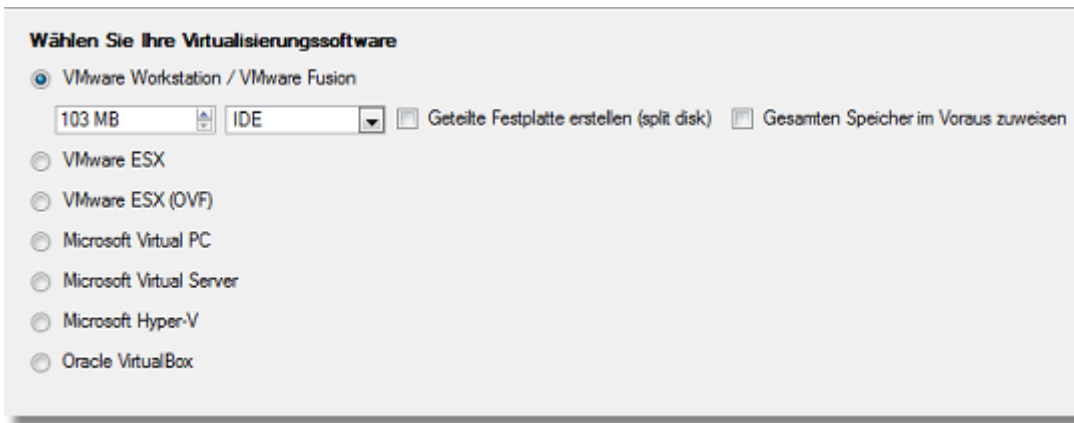 Wählen Sie Ihre Virtualisierungssoftware
VMware Workstation / VMware Fusion
103 MB IDE Geteilte Festplatte erstellen (split disk) Gesamten Speicher im Voraus zuweisen
VMware ESX
VMware ESX (OVF)
Microsoft Virtual PC
Microsoft Virtual Server
Microsoft Hyper-V
Oracle VirtualBox